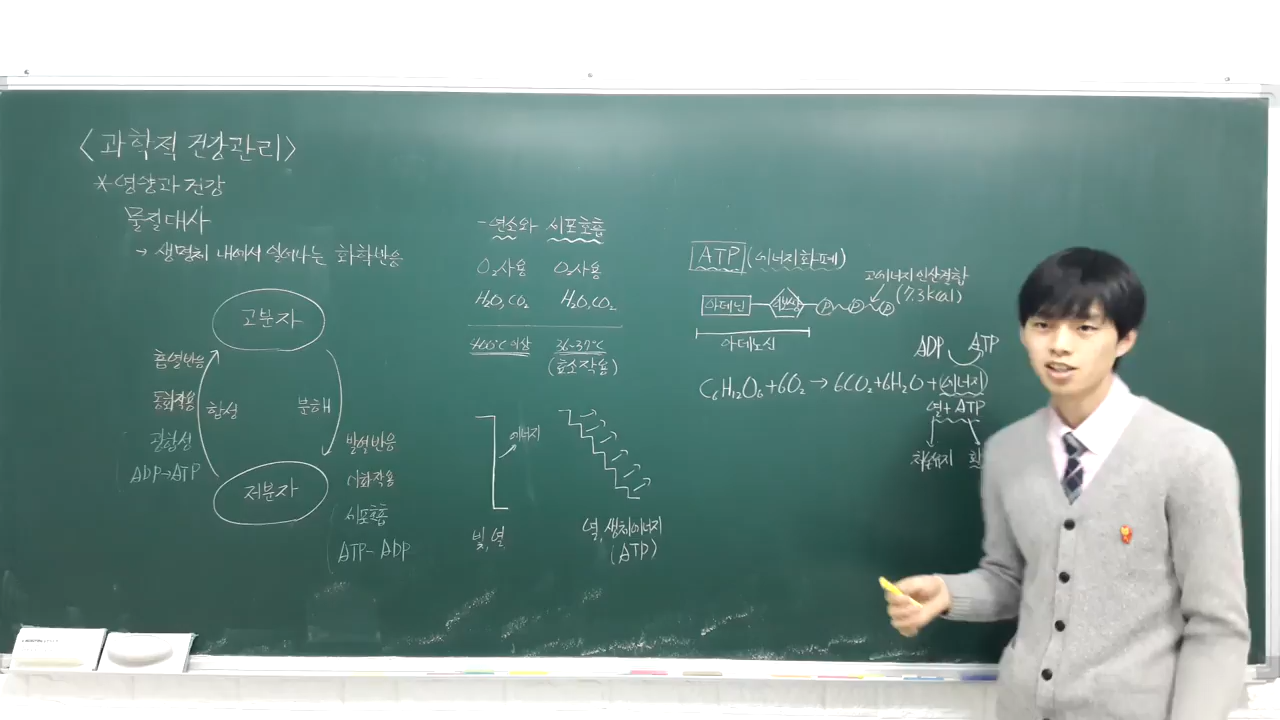 <과학적 건강관리>
*영양과 건강
물질대사
→ 생명체 내에서 일어나는 화학반응
고분자
흡열반응
동화작용
합성
광합성
ADP→ATP
분해
발열반응
이화작용
세포호흡
ATP-ADP
저분자
- 연소와 세포호흡
O₂사용 O₂사용
H₂O, CO₂ H₂O, CO₂
400℃ 이상 36~37℃
(효소작용)
에너지
빛, 열
열, 생체에너지
(ATP)
ATP (에너지화폐)
고에너지 인산결합
(7.3kcal)
아데닌 P P P
아데노신
ADP ATP
C₆H₁₂O₆+6O₂→6CO₂+6H₂O+에너지
열+ATP
체온유지